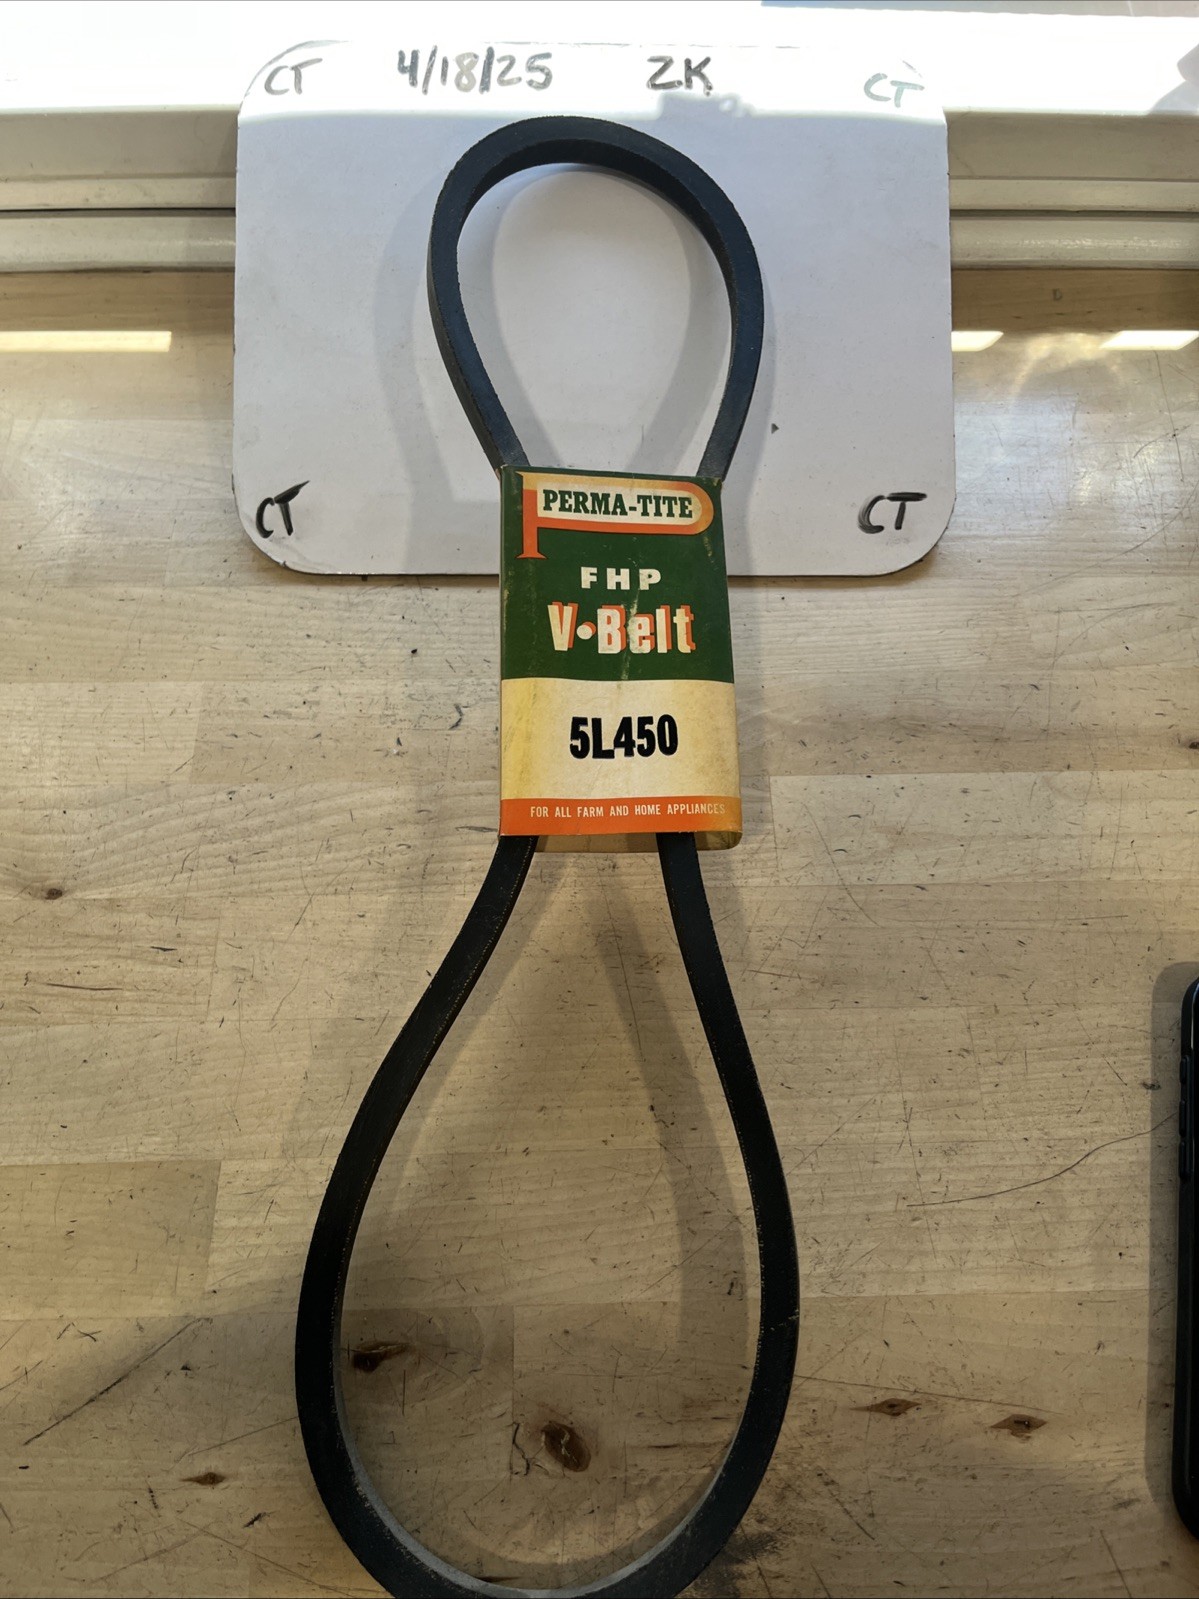 CT 4/18/25 ZK CT
CT CT
PERMA-TITE
FHP
V•Belt
5L450
FOR ALL FARM AND HOME APPLIANCES